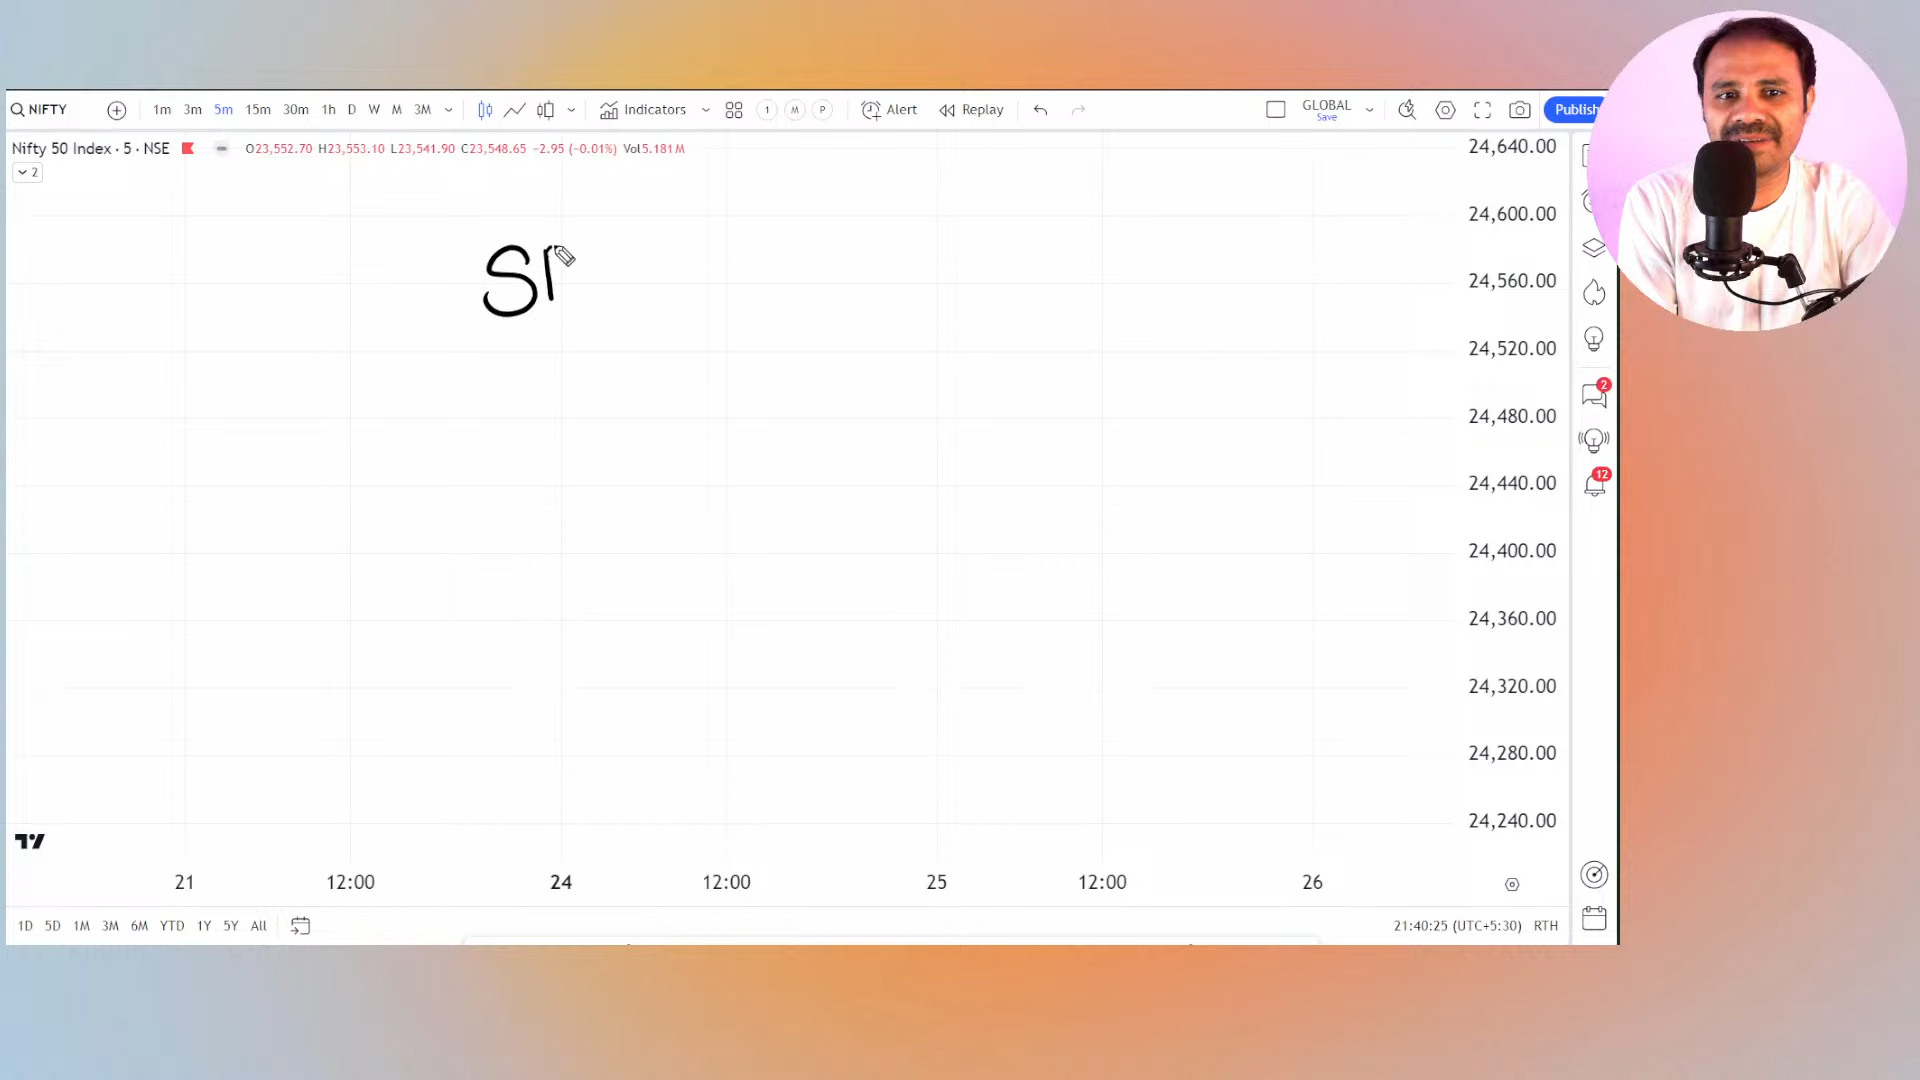 NIFTY 1m 3m 5m 15m 30m 1h D W M 3M Indicators 1 M P Alert Replay GLOBAL Save Publish
Nifty 50 Index · 5 · NSE O23,552.70 H23,553.10 L23,541.90 C23,548.65 −2.95 (−0.01%) Vol5.181M
2
24,640.00
24,600.00
SI
24,560.00
24,520.00
2
24,480.00
24,440.00
12
24,400.00
24,360.00
24,320.00
24,280.00
24,240.00
21 12:00 24 12:00 25 12:00 26
1D 5D 1M 3M 6M YTD 1Y 5Y All 21:40:25 (UTC+5:30) RTH